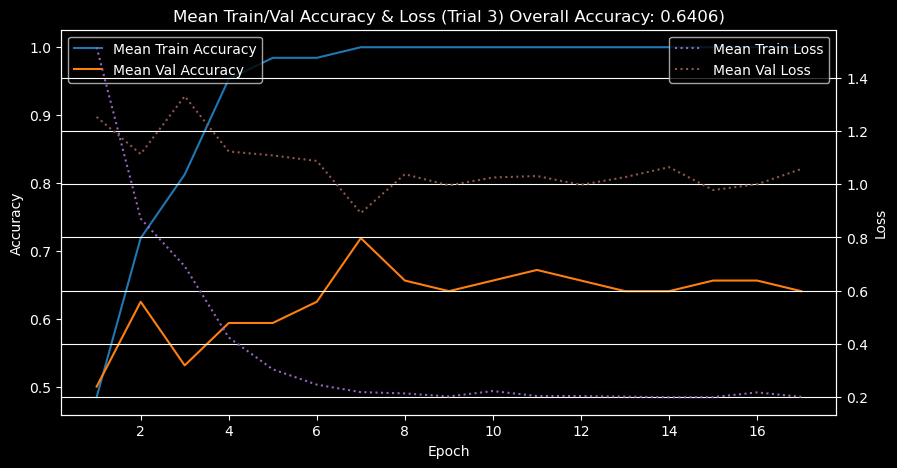 Mean Train/Val Accuracy & Loss (Trial 3) Overall Accuracy: 0.6406)
Mean Train Accuracy
Mean Val Accuracy
Mean Train Loss
Mean Val Loss
1.0
0.9
0.8
0.7
0.6
0.5
Accuracy
1.4
1.2
1.0
0.8
0.6
0.4
0.2
Loss
2 4 6 8 10 12 14 16
Epoch